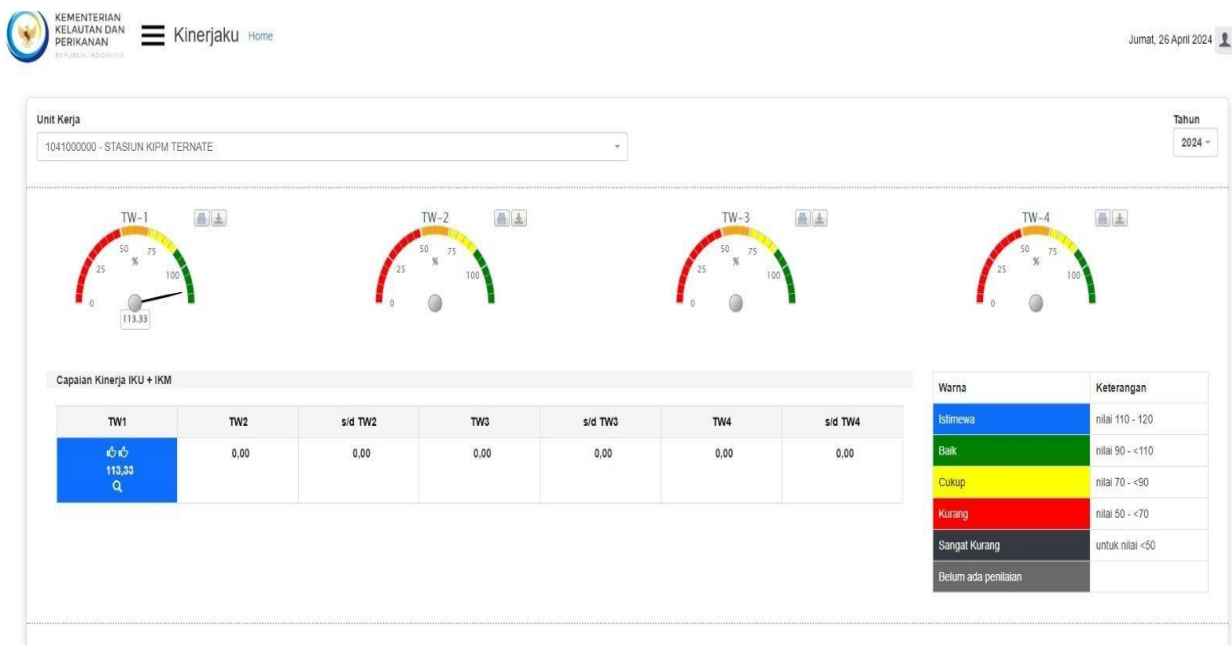 KEMENTERIAN
KELAUTAN DAN
PERIKANAN
REPUBLIK INDONESIA
Kinerjaku Home
Jumat, 26 April 2024
Unit Kerja
Tahun
1041000000 - STASIUN KIPM TERNATE
2024
TW-1
0 25 50 75 100
%
113.33
TW-2
0 25 50 75 100
%
TW-3
0 25 50 75 100
%
TW-4
0 25 50 75 100
%
Capaian Kinerja IKU + IKM
TW1 TW2 s/d TW2 TW3 s/d TW3 TW4 s/d TW4
113,33 0,00 0,00 0,00 0,00 0,00 0,00
Warna Keterangan
Istimewa nilai 110 - 120
Baik nilai 90 - <110
Cukup nilai 70 - <90
Kurang nilai 50 - <70
Sangat Kurang untuk nilai <50
Belum ada penilaian